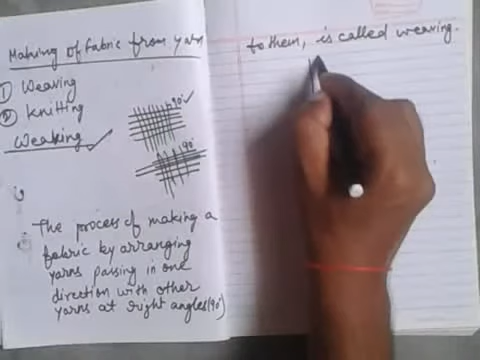 Making of fabric from yarn
① Weaving
② Knitting
Weaking
90°
90°
The process of making a
fabric by arranging
yarns passing in one
direction with other
yarns at right angles (90°)
to them, is called weaving.